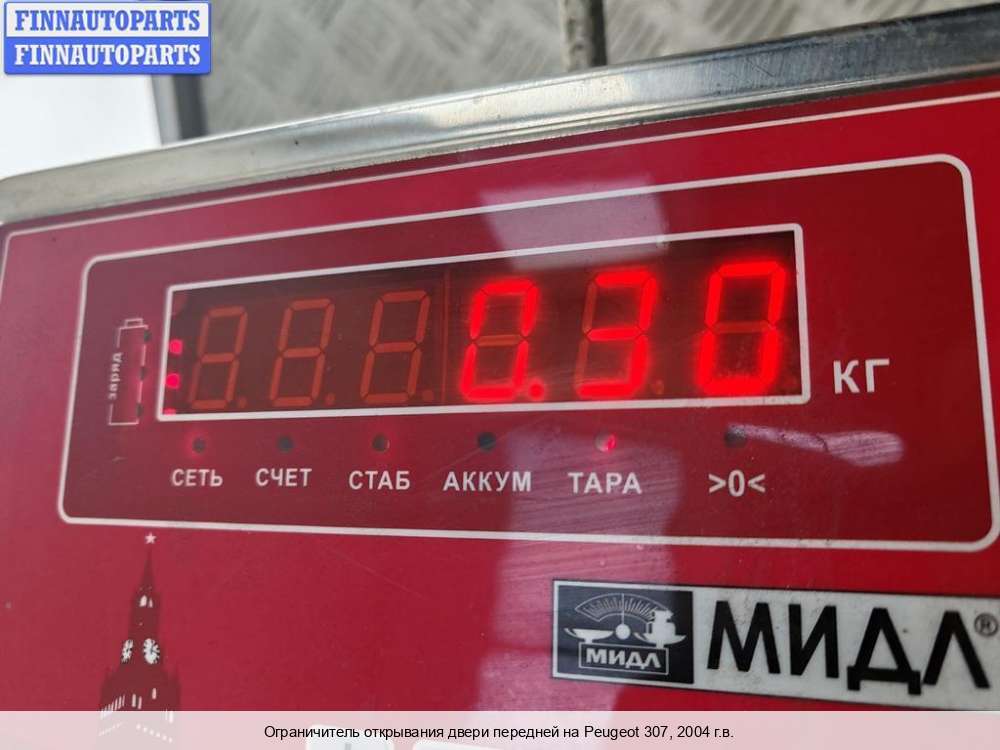 FINNAUTOPARTS
FINNAUTOPARTS
0.30
КГ
заряд
СЕТЬ СЧЕТ СТАБ АККУМ ТАРА >0<
МИДЛ
МИДЛ®
Ограничитель открывания двери передней на Peugeot 307, 2004 г.в.